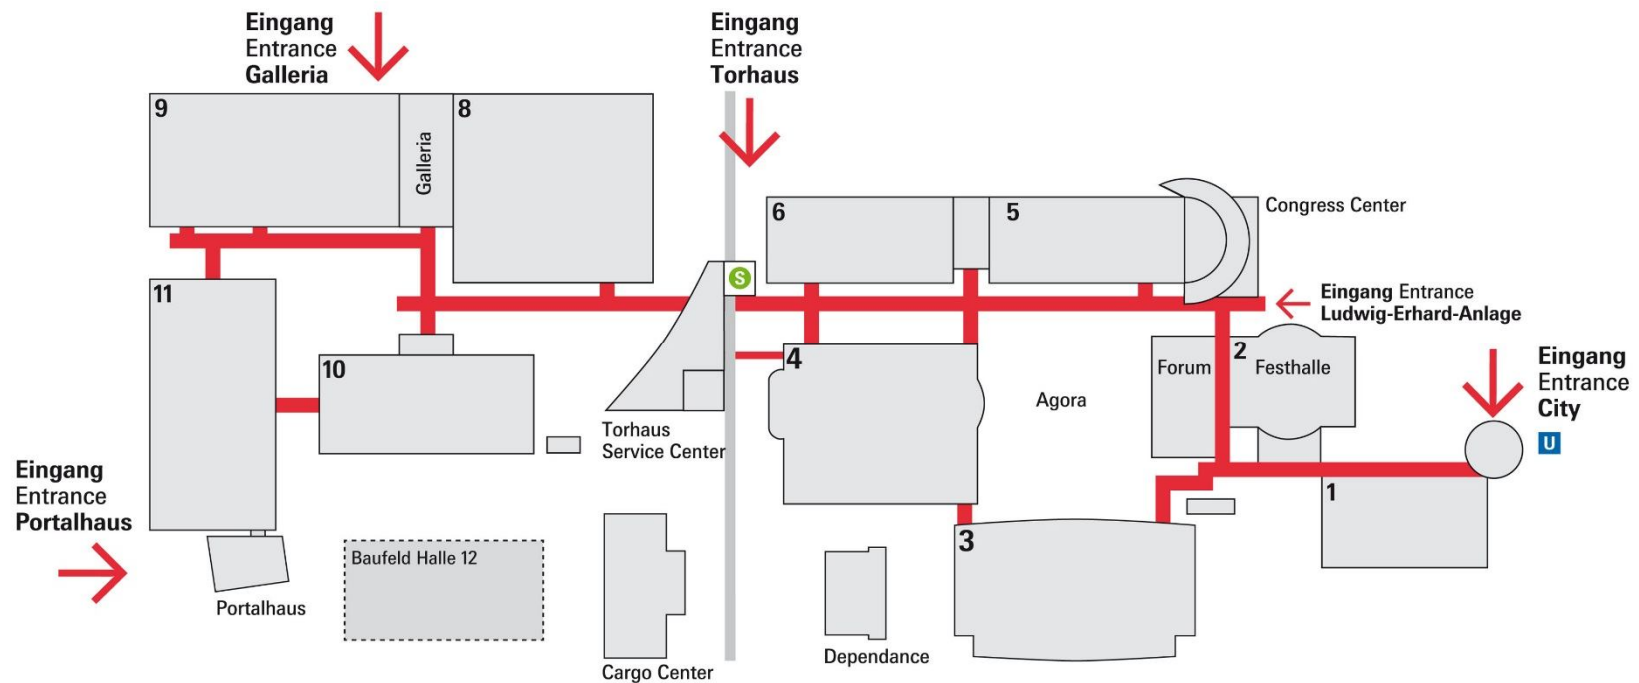 Eingang
Entrance
Galleria
Eingang
Entrance
Torhaus
9
Galleria
8
6
5
Congress Center
S
11
Eingang Entrance
Ludwig-Erhard-Anlage
10
4
Forum
2
Festhalle
Eingang
Entrance
City
U
Agora
Torhaus
Service Center
Eingang
Entrance
Portalhaus
1
3
Baufeld Halle 12
Portalhaus
Dependance
Cargo Center